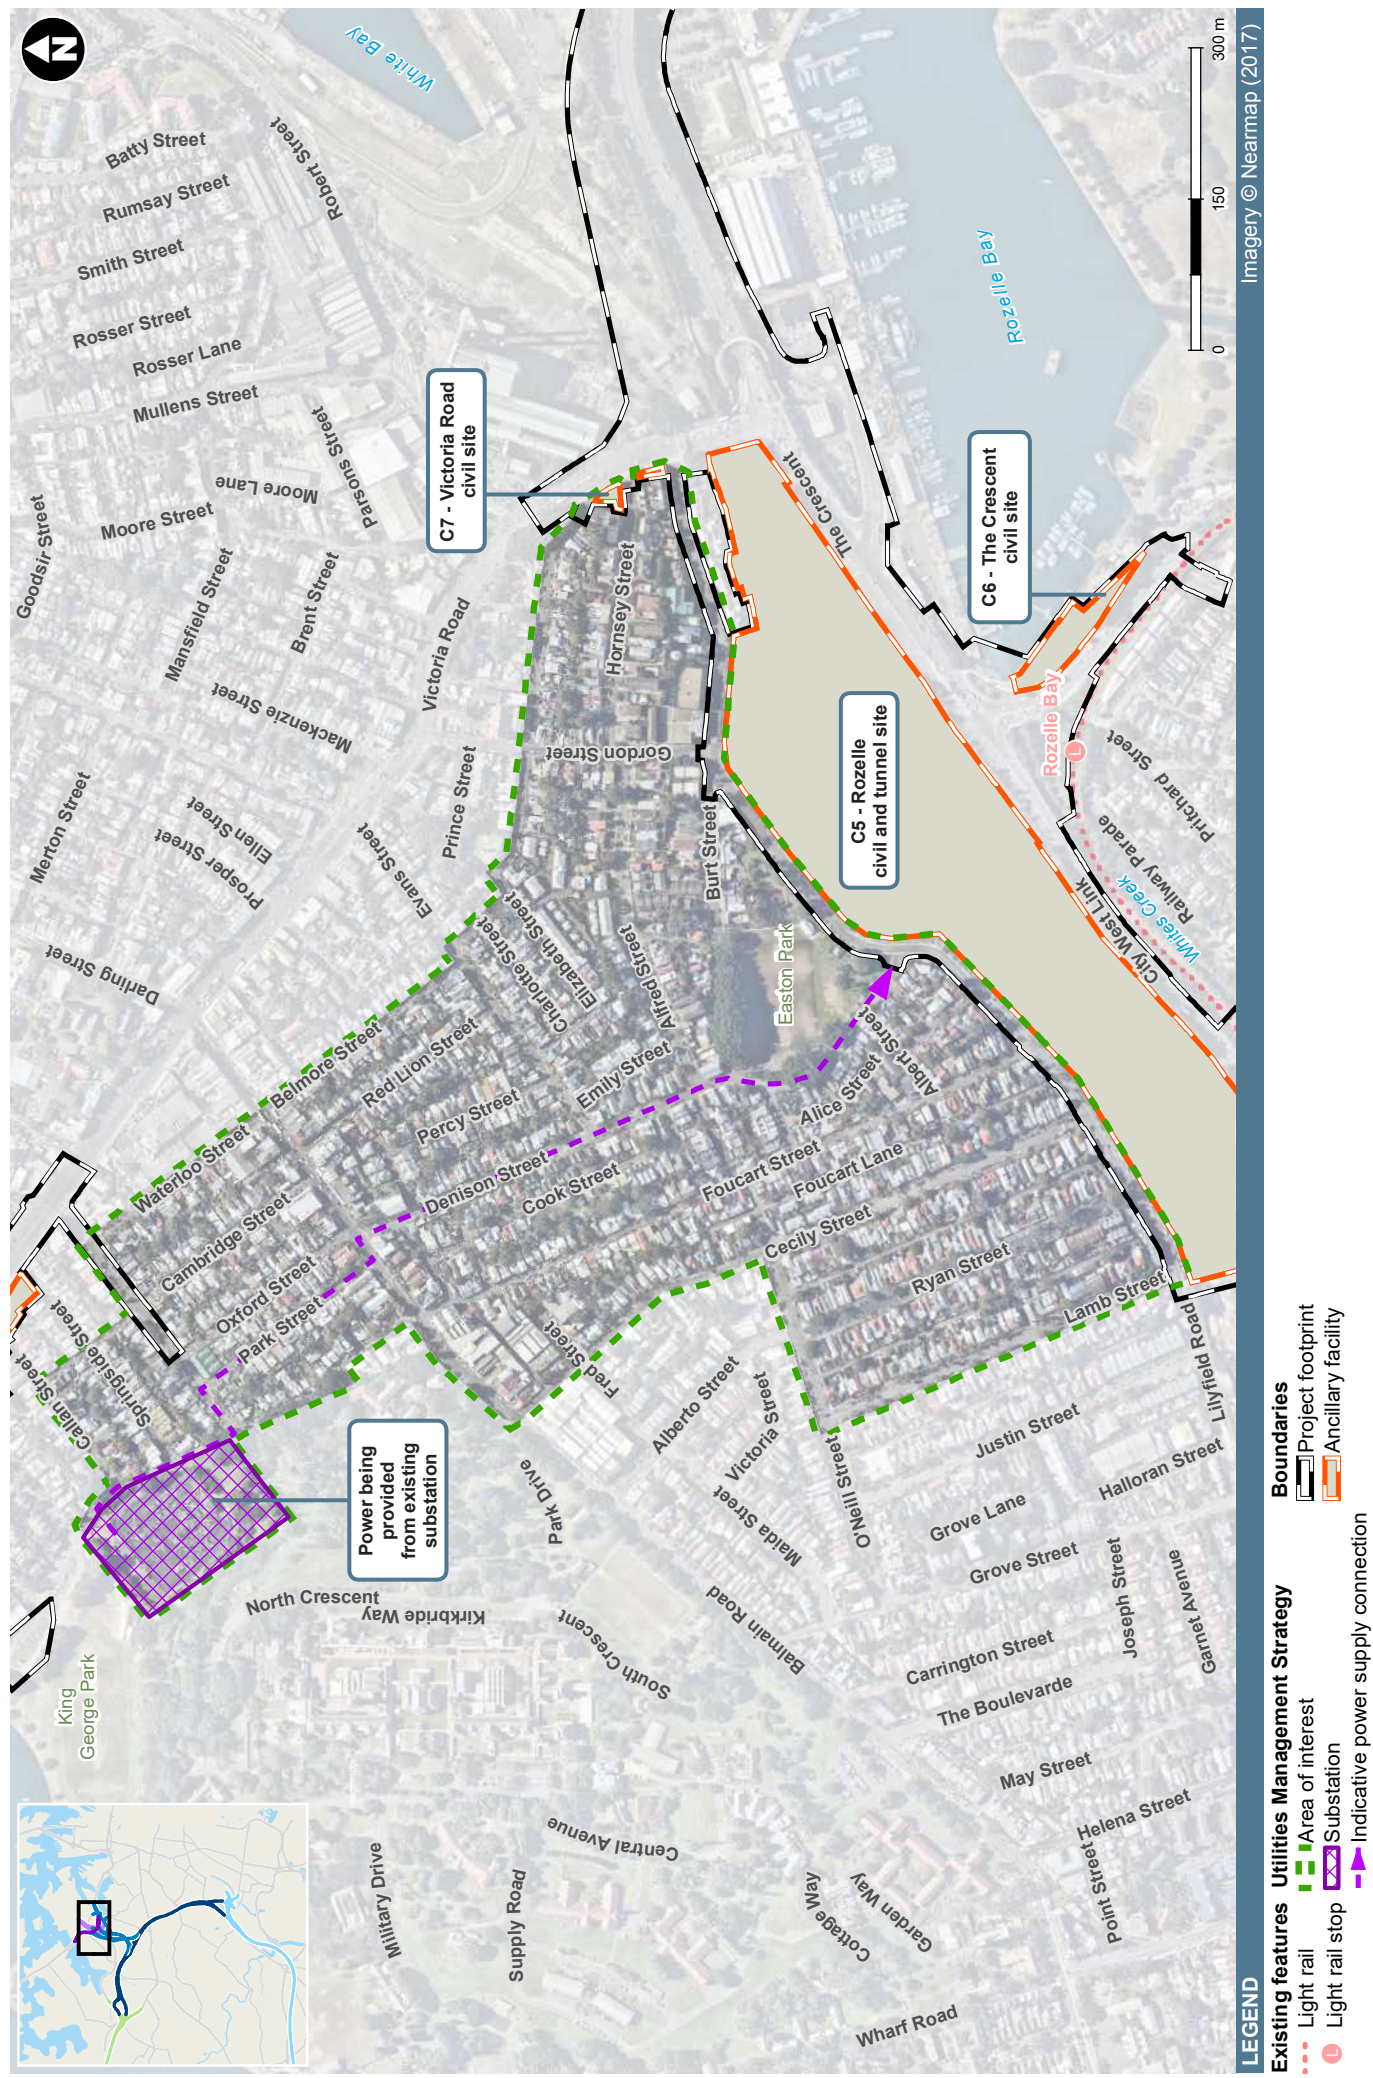 N
King
George Park
North Crescent
Kirkbride Way
Military Drive
Supply Road
Central Avenue
South Crescent
Park Drive
Cottage Way
Garden Way
Wharf Road
Point Street
Helena Street
May Street
The Boulevarde
Carrington Street
Balmain Road
Maida Street
Grove Street
Grove Lane
Joseph Street
Garnet Avenue
Halloran Street
Justin Street
O'Neill Street
Victoria Street
Alberto Street
Lilyfield Road
Power being
provided
from existing
substation
Callan Street
Springside Street
Park Street
Oxford Street
Cambridge Street
Waterloo Street
Fred Street
Denison Street
Cook Street
Percy Street
Red Lion Street
Belmore Street
Emily Street
Charlotte Street
Elizabeth Street
Alfred Street
Foucart Street
Foucart Lane
Cecily Street
Ryan Street
Lamb Street
Alice Street
Albert Street
Easton Park
Burt Street
Gordon Street
Hornsey Street
Darling Street
Merton Street
Prosper Street
Ellen Street
Evans Street
Prince Street
Victoria Road
Mackenzie Street
Mansfield Street
Brent Street
Goodsir Street
Moore Street
Moore Lane
Parsons Street
Mullens Street
Rosser Lane
Rosser Street
Smith Street
Rumsay Street
Batty Street
Robert Street
White Bay
C7 - Victoria Road
civil site
C5 - Rozelle
civil and tunnel site
C6 - The Crescent
civil site
The Crescent
City West Link
Whites Creek
Railway Parade
Pritchard Street
Rozelle Bay
L
Rozelle Bay
0
150
300 m
LEGEND
Imagery © Nearmap (2017)
Existing features
Light rail
L
Light rail stop
Utilities Management Strategy
Area of interest
Substation
Indicative power supply connection
Boundaries
Project footprint
Ancillary facility